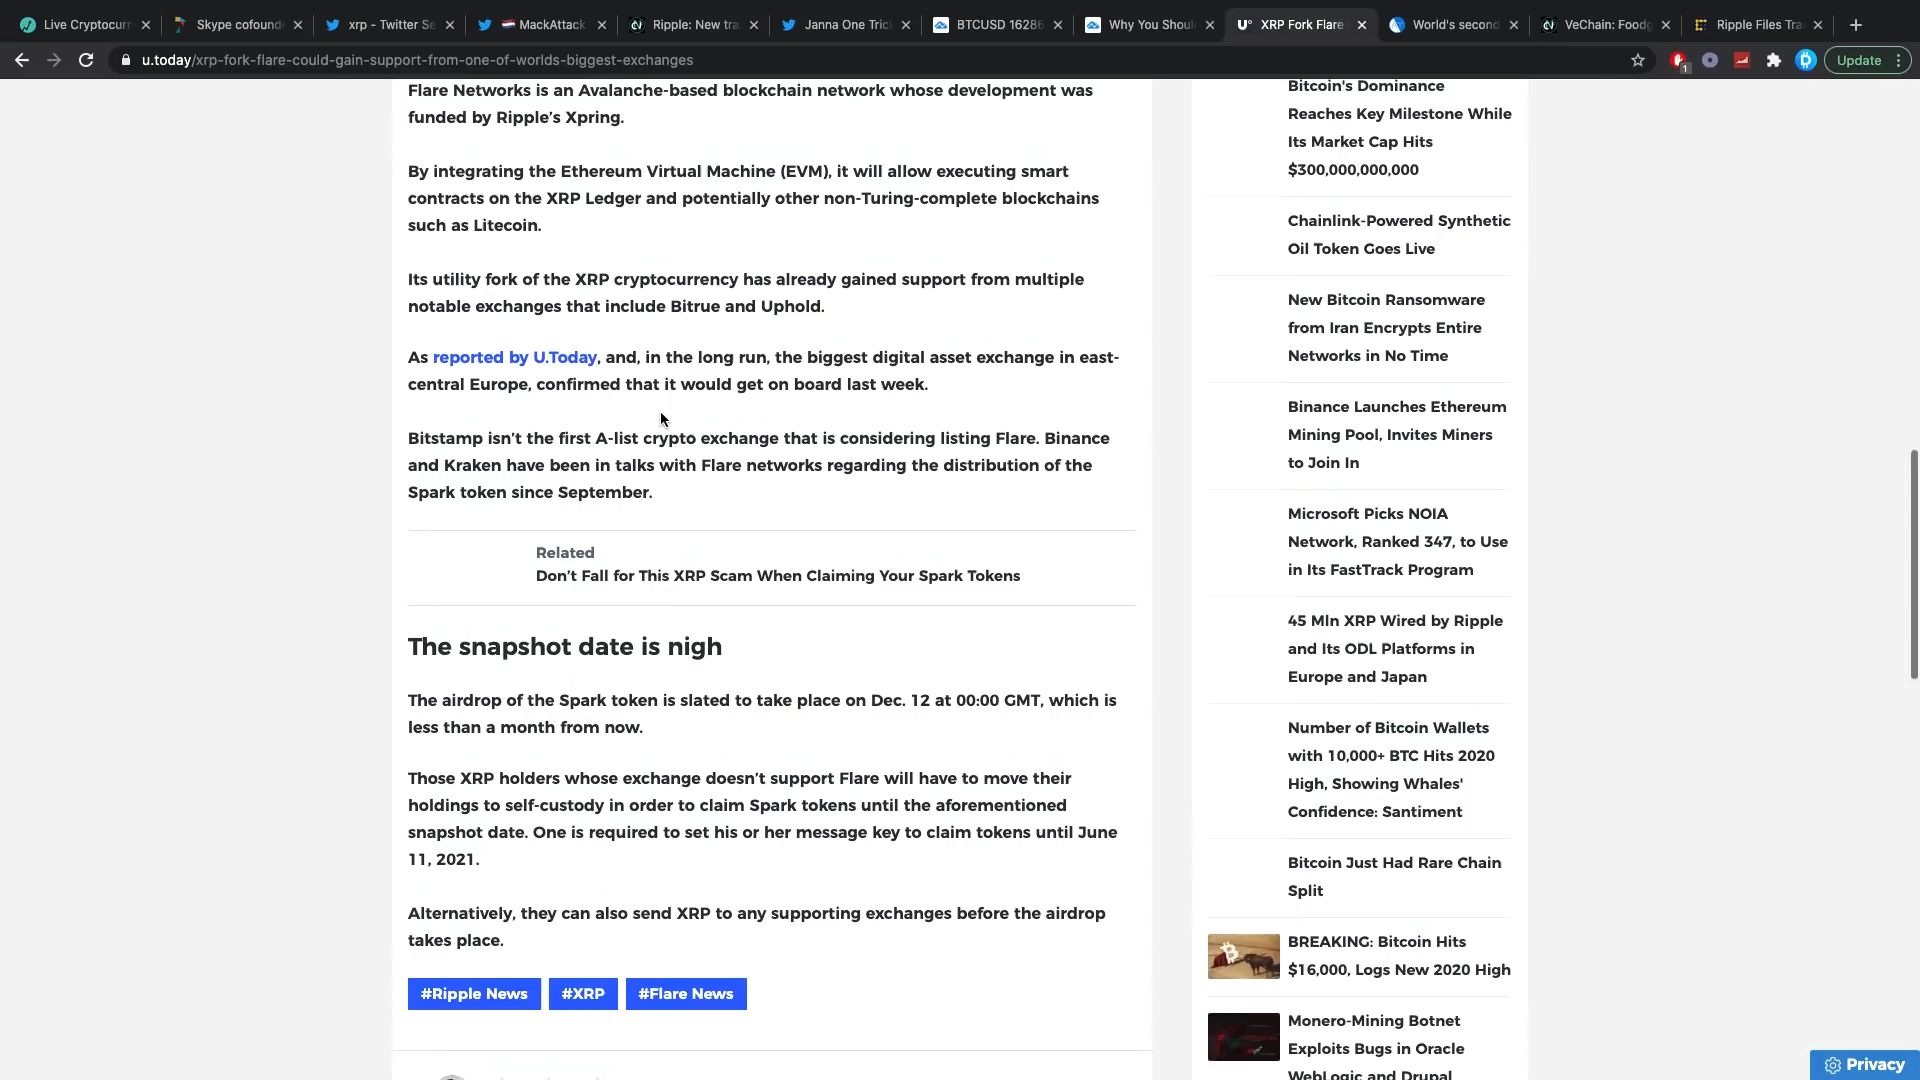 Live Cryptocurr
Skype cofound
xrp - Twitter Se
MackAttack
Ripple: New tra
Janna One Tric
BTCUSD 16286
Why You Shoul
XRP Fork Flare
World's second
VeChain: Foodg
Ripple Files Tra
u.today/xrp-fork-flare-could-gain-support-from-one-of-worlds-biggest-exchanges
1
Update
Flare Networks is an Avalanche-based blockchain network whose development was
funded by Ripple’s Xpring.
By integrating the Ethereum Virtual Machine (EVM), it will allow executing smart
contracts on the XRP Ledger and potentially other non-Turing-complete blockchains
such as Litecoin.
Its utility fork of the XRP cryptocurrency has already gained support from multiple
notable exchanges that include Bitrue and Uphold.
As reported by U.Today, and, in the long run, the biggest digital asset exchange in east-
central Europe, confirmed that it would get on board last week.
Bitstamp isn’t the first A-list crypto exchange that is considering listing Flare. Binance
and Kraken have been in talks with Flare networks regarding the distribution of the
Spark token since September.
Related
Don’t Fall for This XRP Scam When Claiming Your Spark Tokens
The snapshot date is nigh
The airdrop of the Spark token is slated to take place on Dec. 12 at 00:00 GMT, which is
less than a month from now.
Those XRP holders whose exchange doesn’t support Flare will have to move their
holdings to self-custody in order to claim Spark tokens until the aforementioned
snapshot date. One is required to set his or her message key to claim tokens until June
11, 2021.
Alternatively, they can also send XRP to any supporting exchanges before the airdrop
takes place.
#Ripple News
#XRP
#Flare News
Bitcoin's Dominance
Reaches Key Milestone While
Its Market Cap Hits
$300,000,000,000
Chainlink-Powered Synthetic
Oil Token Goes Live
New Bitcoin Ransomware
from Iran Encrypts Entire
Networks in No Time
Binance Launches Ethereum
Mining Pool, Invites Miners
to Join In
Microsoft Picks NOIA
Network, Ranked 347, to Use
in Its FastTrack Program
45 Mln XRP Wired by Ripple
and Its ODL Platforms in
Europe and Japan
Number of Bitcoin Wallets
with 10,000+ BTC Hits 2020
High, Showing Whales'
Confidence: Santiment
Bitcoin Just Had Rare Chain
Split
BREAKING: Bitcoin Hits
$16,000, Logs New 2020 High
Monero-Mining Botnet
Exploits Bugs in Oracle
WebLogic and Drupal
Privacy